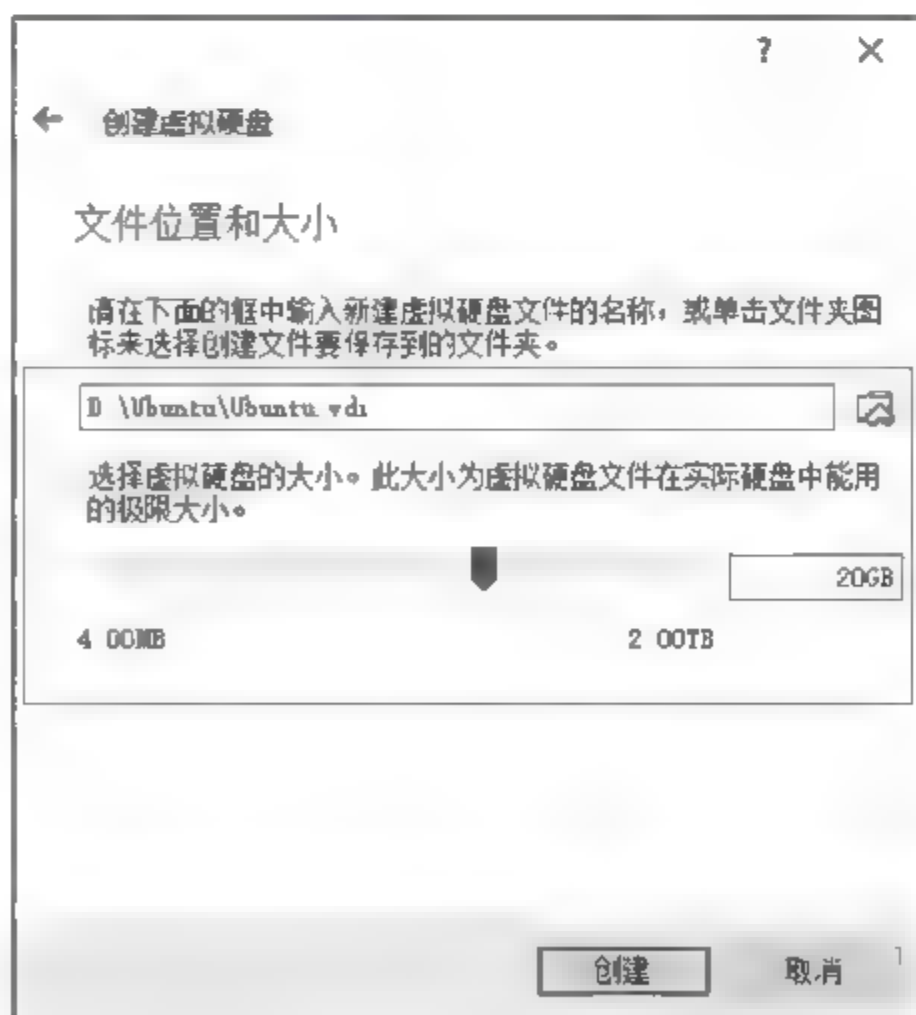 ?
创建虚拟硬盘
文件位置和大小
请在下面的框中输入新建虚拟硬盘文件的名称，或单击文件夹图
标来选择创建文件要保存到的文件夹。
D \Ubuntu\Ubuntu vdi
选择虚拟硬盘的大小。此大小为虚拟硬盘文件在实际硬盘中能用
的极限大小。
20GB
4 00MB 2 00TB
创建 取消